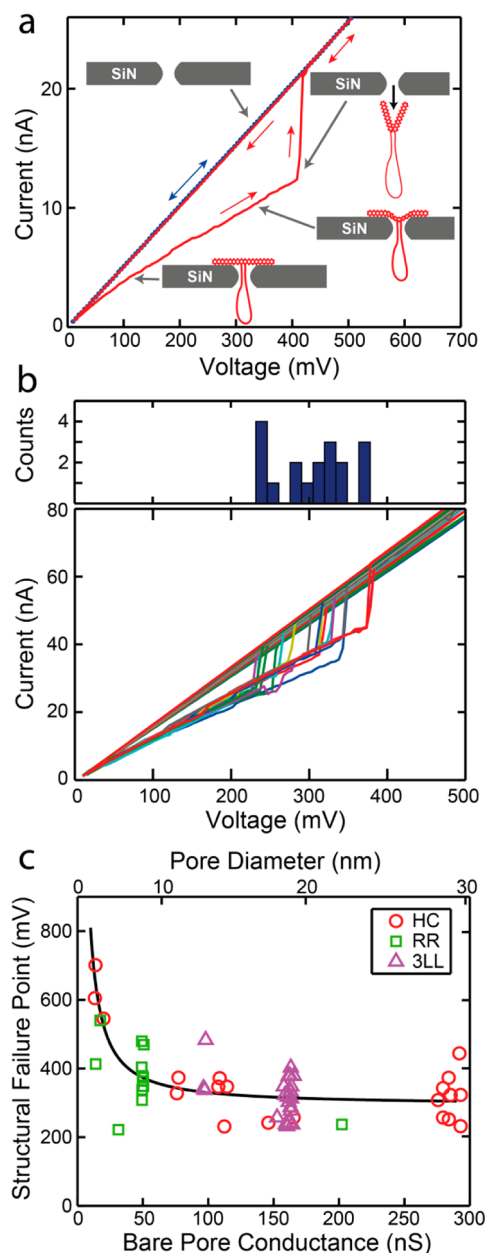 a
SiN
SiN
SiN
SiN
20
10
0
Current (nA)
0 100 200 300 400 500 600 700
Voltage (mV)
b
4
2
Counts
80
60
40
20
0
Current (nA)
0 100 200 300 400 500
Voltage (mV)
c
Pore Diameter (nm)
0 10 20 30
HC
RR
3LL
800
600
400
200
0
Structural Failure Point (mV)
0 50 100 150 200 250 300
Bare Pore Conductance (nS)